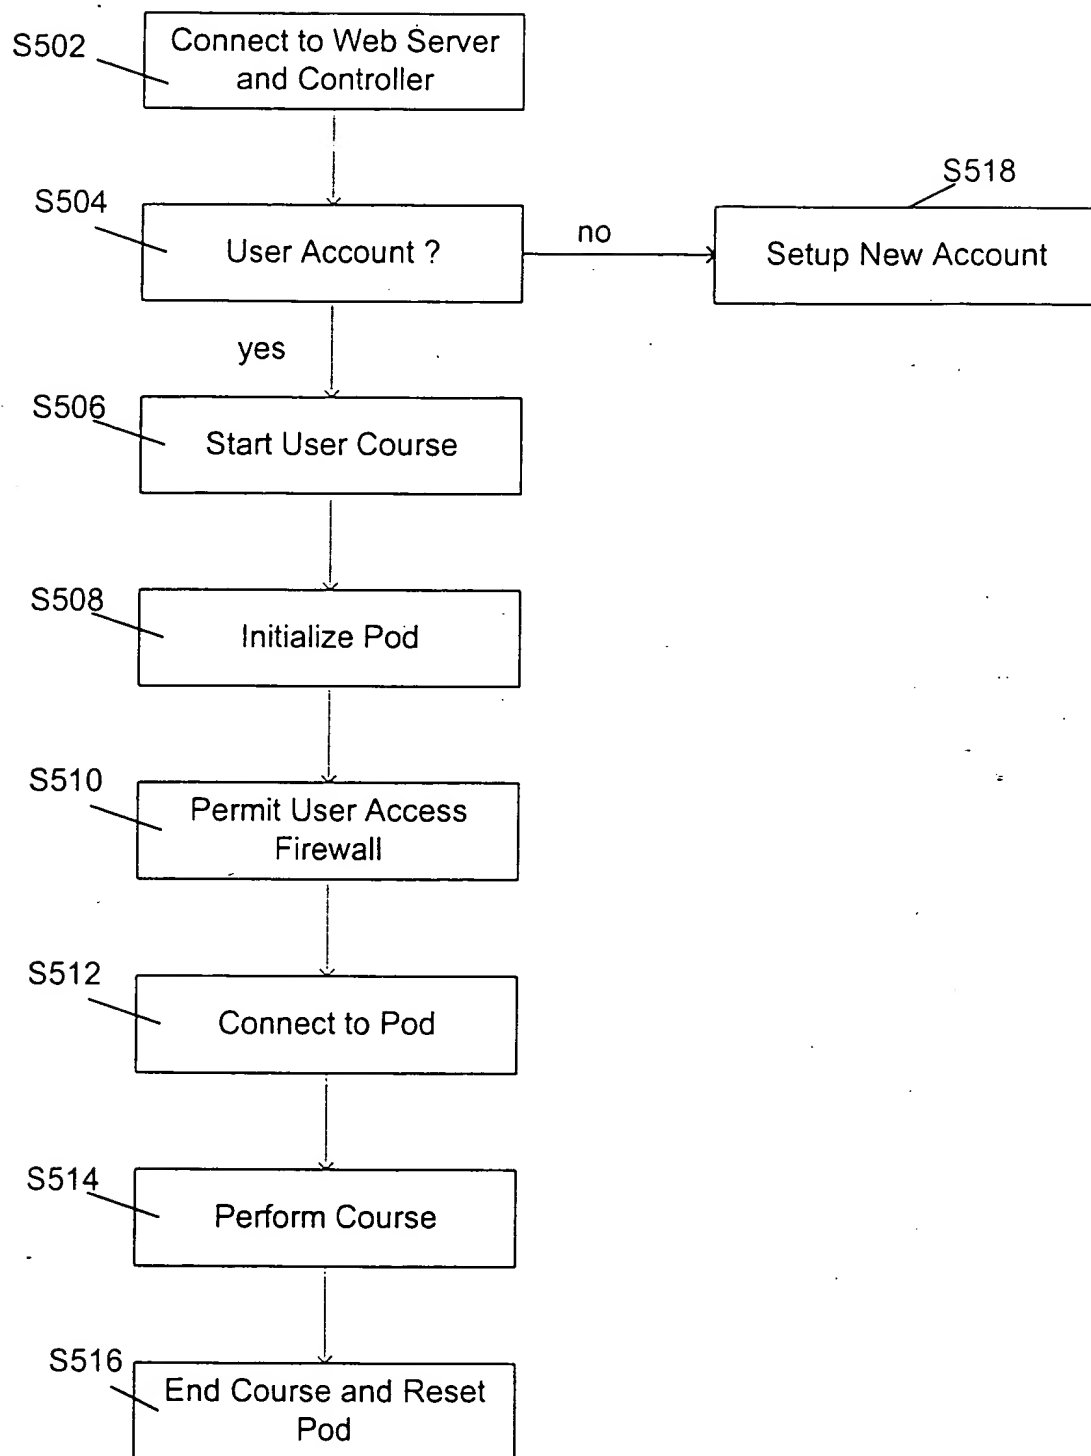 S502
Connect to Web Server
and Controller
S504
User Account ?
no
S518
Setup New Account
yes
S506
Start User Course
S508
Initialize Pod
S510
Permit User Access
Firewall
S512
Connect to Pod
S514
Perform Course
S516
End Course and Reset
Pod